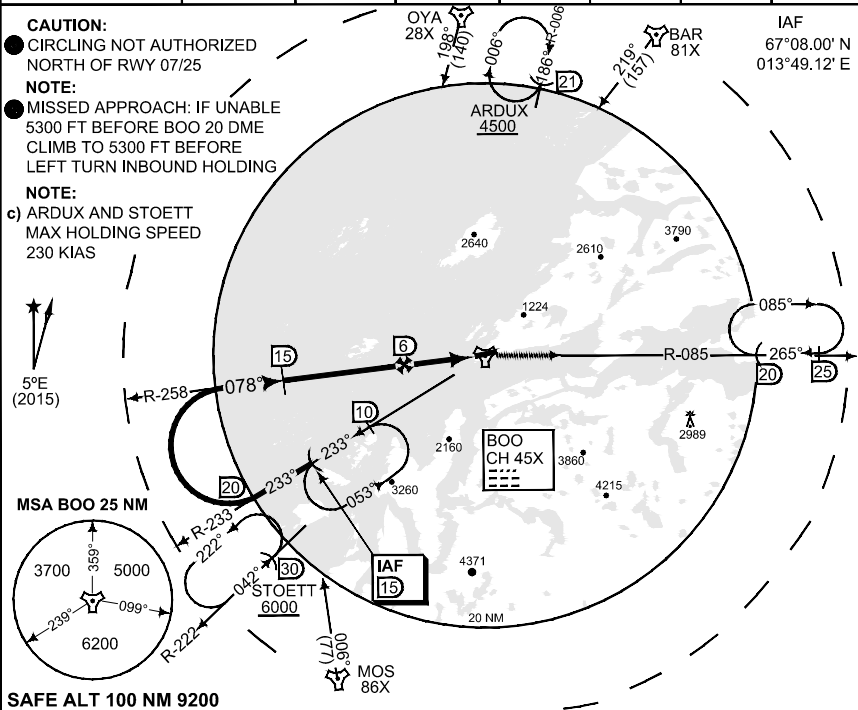 CAUTION:
CIRCLING NOT AUTHORIZED
NORTH OF RWY 07/25
NOTE:
MISSED APPROACH: IF UNABLE
5300 FT BEFORE BOO 20 DME
CLIMB TO 5300 FT BEFORE
LEFT TURN INBOUND HOLDING
NOTE:
c) ARDUX AND STOETT
MAX HOLDING SPEED
230 KIAS
OYA
28X
198°
(140)
006°
R-006
186°
21
ARDUX
4500
BAR
81X
219°
(157)
IAF
67°08.00' N
013°49.12' E
2640
2610
3790
1224
5ºE
(2015)
R-258
078°
15
6
R-085
085°
265°
20
25
10
233°
233°
053°
20
R-233
2160
3260
BOO
CH 45X
3860
2989
4215
4371
20 NM
IAF
15
222°
042°
30
STOETT
6000
R-222
006°
(77)
MOS
86X
MSA BOO 25 NM
3700
359°
5000
099°
239°
6200
SAFE ALT 100 NM 9200